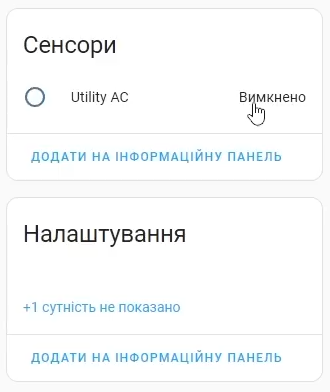 Сенсори
Utility AC Вимкнено
ДОДАТИ НА ІНФОРМАЦІЙНУ ПАНЕЛЬ
Налаштування
+1 сутність не показано
ДОДАТИ НА ІНФОРМАЦІЙНУ ПАНЕЛЬ